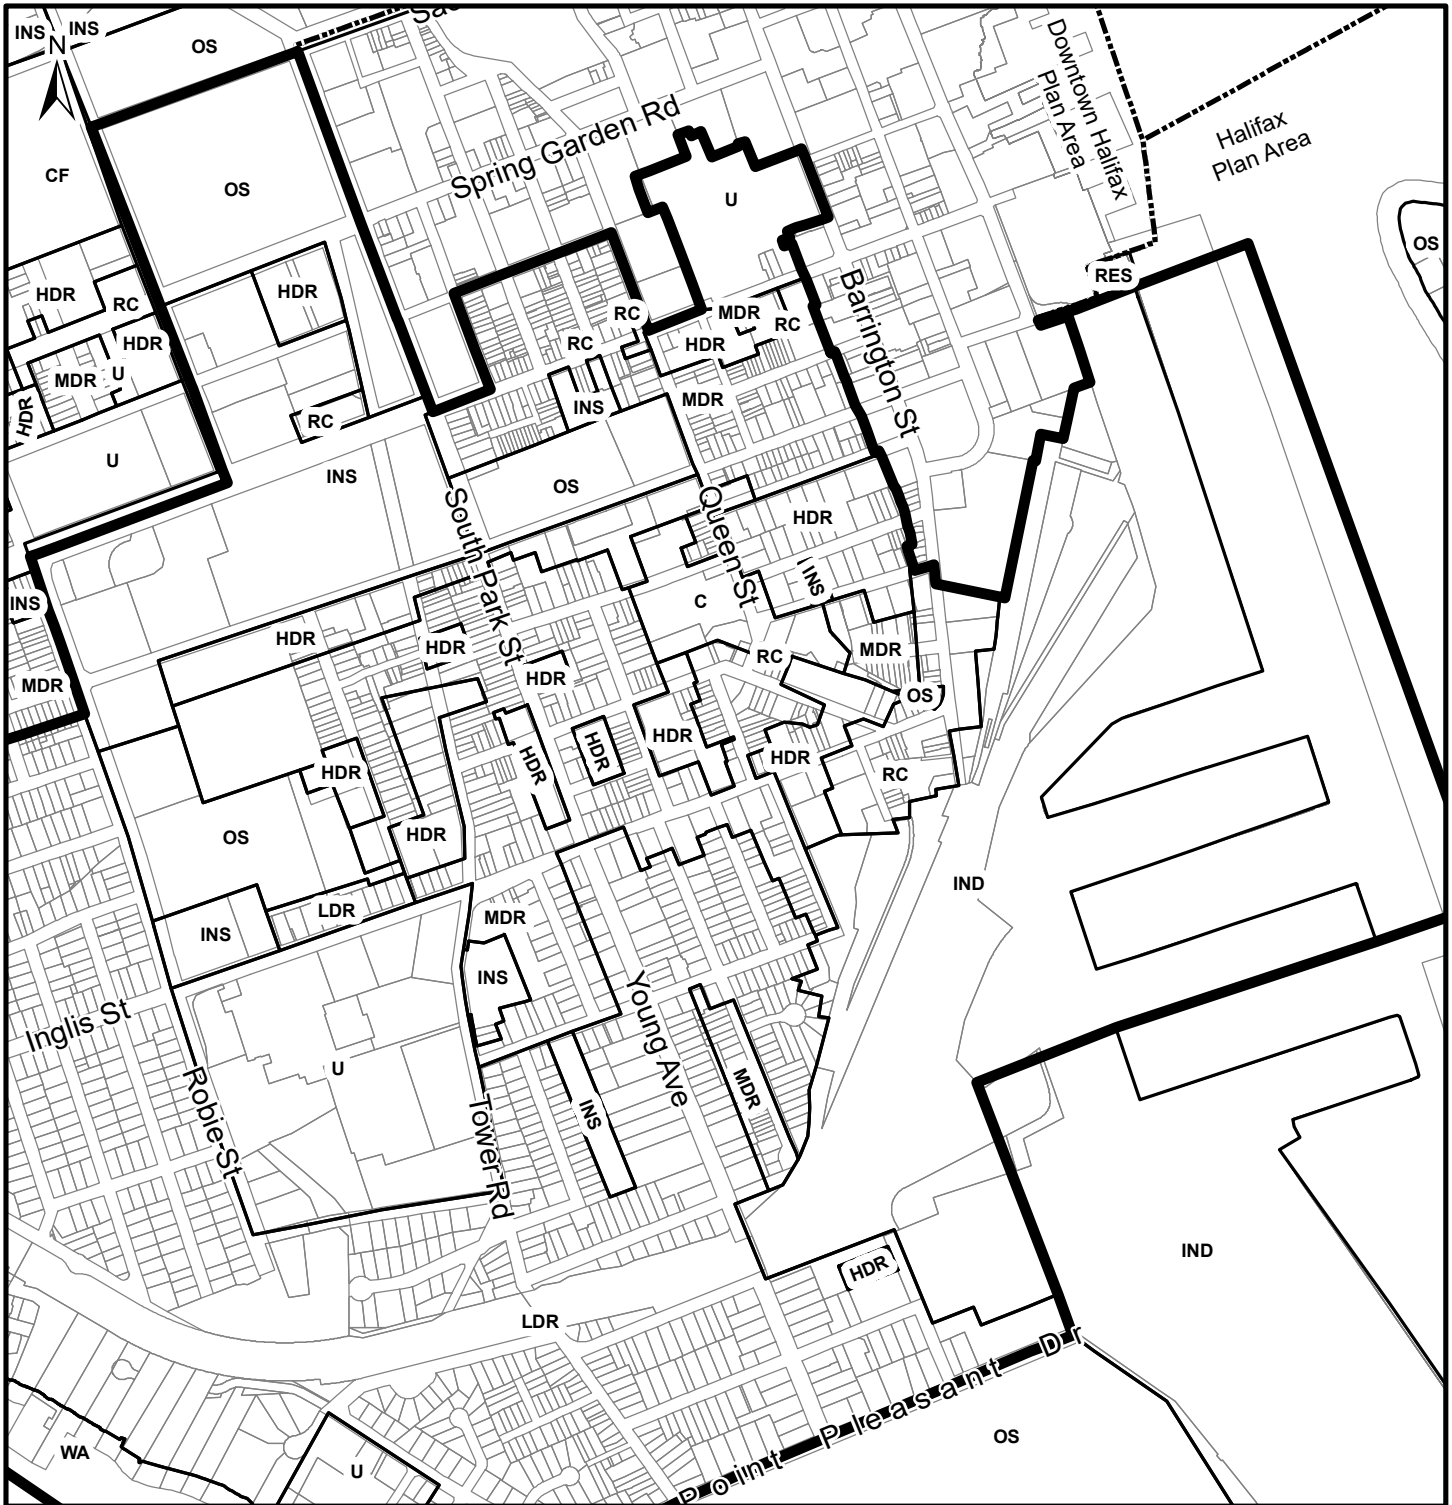 INS
INS
N
OS
Spring Garden Rd
Downtown Halifax
Plan Area
Halifax
Plan Area
CF
OS
U
OS
RES
HDR
HDR
RC
RC
MDR
RC
Barrington St
HDR
RC
HDR
MDR
U
INS
MDR
HDR
RC
U
INS
OS
South Park St
Queen St
HDR
INS
INS
C
HDR
HDR
RC
MDR
MDR
HDR
OS
HDR
HDR
HDR
HDR
HDR
HDR
RC
OS
HDR
IND
LDR
MDR
INS
INS
Young Ave
Inglis St
U
Robie St
MDR
INS
Tower Rd
HDR
IND
LDR
Point Pleasant Dr
OS
WA
U